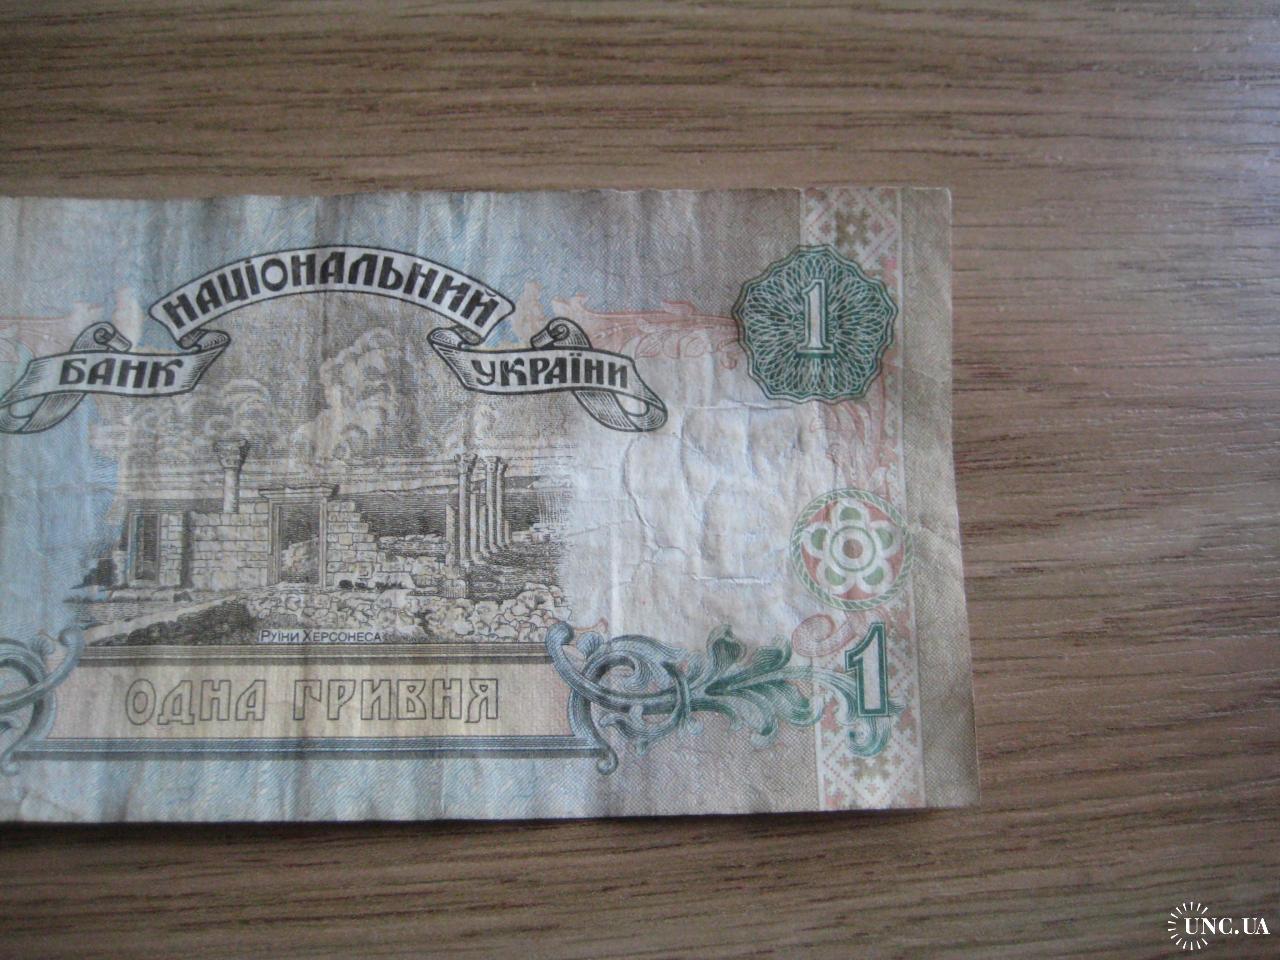 НАЦІОНАЛЬНИЙ
БАНК УКРАЇНИ
1
РУЇНИ ХЕРСОНЕСА
ОДНА ГРИВНЯ
1
UNC.UA